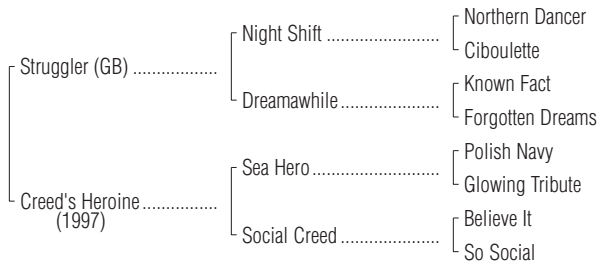 Northern Dancer
Night Shift ........................
Ciboulette
Struggler (GB) ..................
Known Fact
Dreamawhile .....................
Forgotten Dreams
Polish Navy
Sea Hero ...........................
Glowing Tribute
Creed's Heroine ................
(1997)
Believe It
Social Creed .....................
So Social